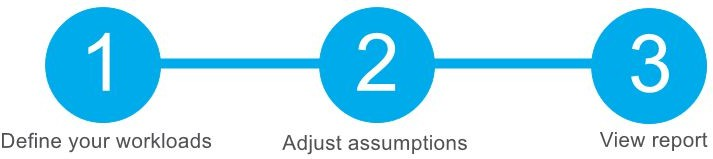 1
2
3
Define your workloads
Adjust assumptions
View report